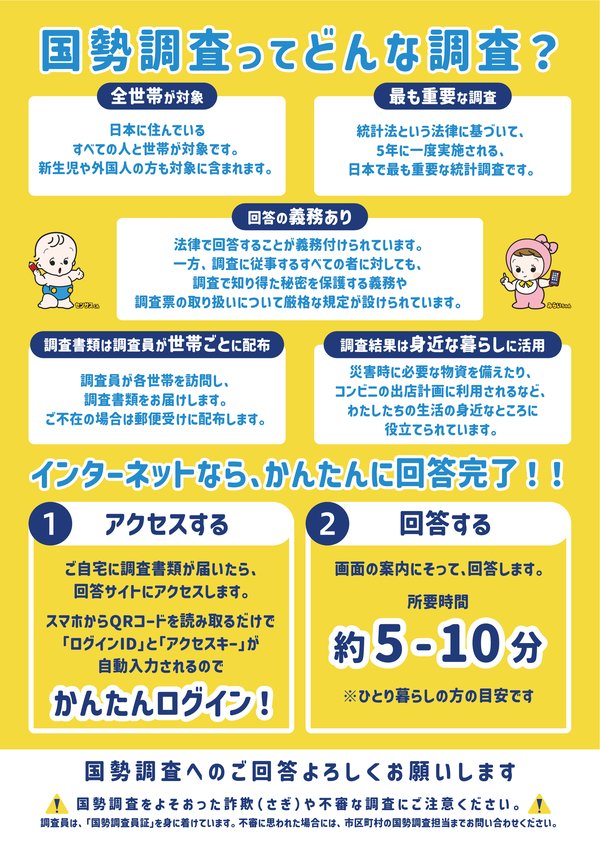 国勢調査ってどんな調査？
全世帯が対象
日本に住んでいる
すべての人と世帯が対象です。
新生児や外国人の方も対象に含まれます。
最も重要な調査
統計法という法律に基づいて、
5年に一度実施される、
日本で最も重要な統計調査です。
回答の義務あり
法律で回答することが義務付けられています。
一方、調査に従事するすべての者に対しても、
調査で知り得た秘密を保護する義務や
調査票の取り扱いについて厳格な規定が設けられています。
センサスくん
みらいちゃん
調査書類は調査員が世帯ごとに配布
調査員が各世帯を訪問し、
調査書類をお届けします。
ご不在の場合は郵便受けに配布します。
調査結果は身近な暮らしに活用
災害時に必要な物資を備えたり、
コンビニの出店計画に利用されるなど、
わたしたちの生活の身近なところに
役立てられています。
インターネットなら、かんたんに回答完了！！
1 アクセスする
ご自宅に調査書類が届いたら、
回答サイトにアクセスします。
スマホからQRコードを読み取るだけで
「ログインID」と「アクセスキー」が
自動入力されるので
かんたんログイン！
2 回答する
画面の案内にそって、回答します。
所要時間
約5-10分
※ひとり暮らしの方の目安です
国勢調査へのご回答よろしくお願いします
国勢調査をよそおった詐欺（さぎ）や不審な調査にご注意ください。
調査員は、「国勢調査員証」を身に着けています。不審に思われた場合には、市区町村の国勢調査担当までお問い合わせください。